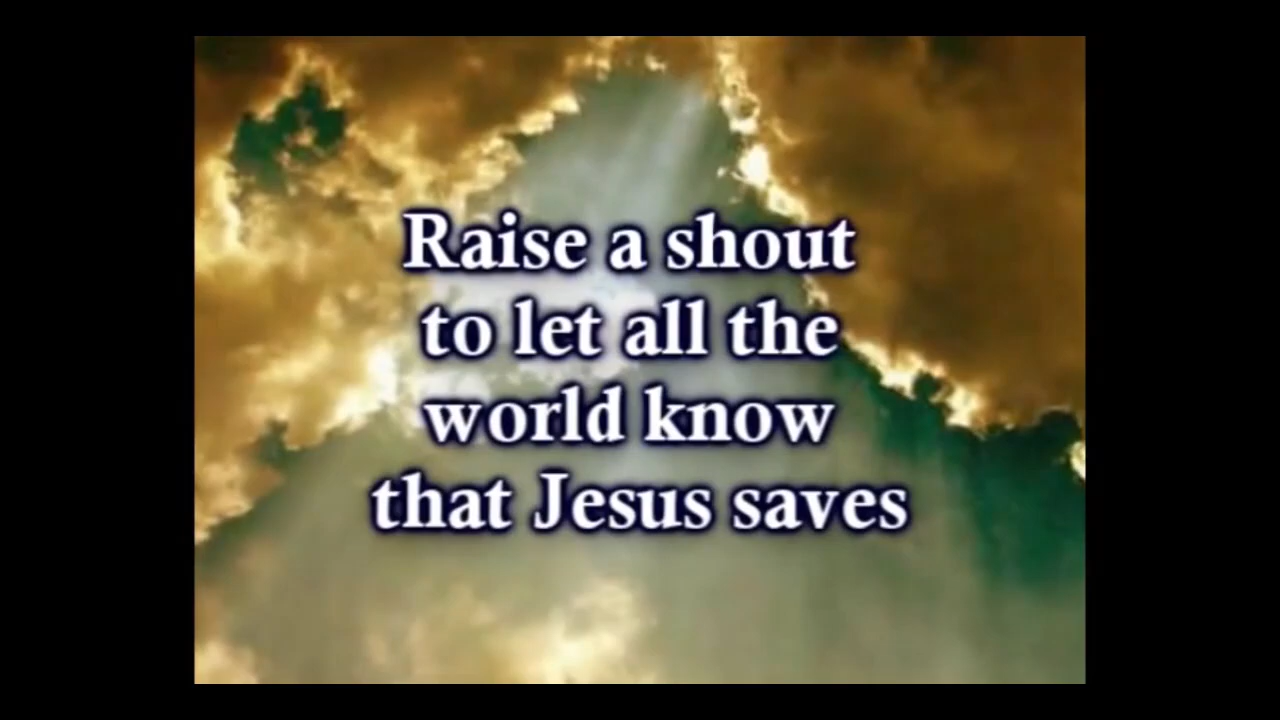 Raise a shout
to let all the
world know
that Jesus saves